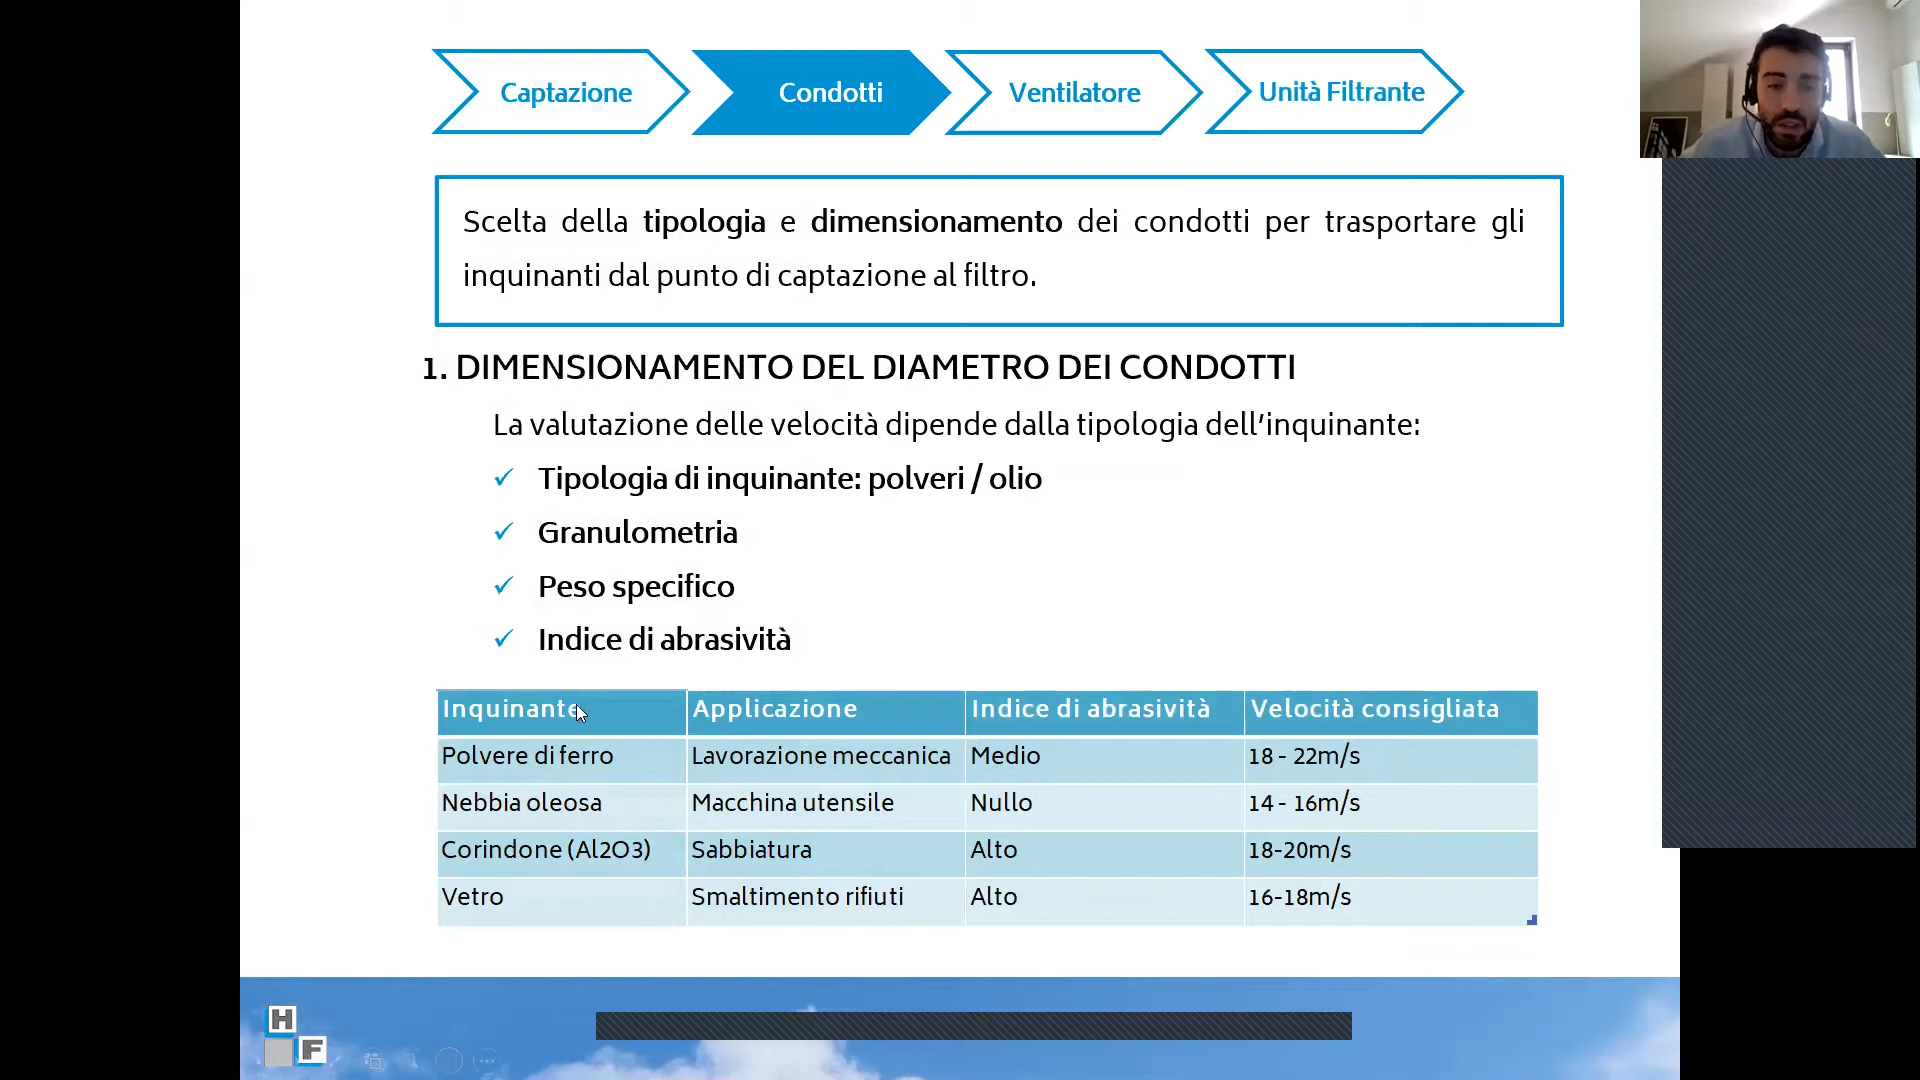 Captazione
Condotti
Ventilatore
Unità Filtrante
Scelta della tipologia e dimensionamento dei condotti per trasportare gli
inquinanti dal punto di captazione al filtro.
1. DIMENSIONAMENTO DEL DIAMETRO DEI CONDOTTI
La valutazione delle velocità dipende dalla tipologia dell’inquinante:
✓ Tipologia di inquinante: polveri / olio
✓ Granulometria
✓ Peso specifico
✓ Indice di abrasività
Inquinante Applicazione Indice di abrasività Velocità consigliata
Polvere di ferro Lavorazione meccanica Medio 18 - 22m/s
Nebbia oleosa Macchina utensile Nullo 14 - 16m/s
Corindone (Al2O3) Sabbiatura Alto 18-20m/s
Vetro Smaltimento rifiuti Alto 16-18m/s
H
F